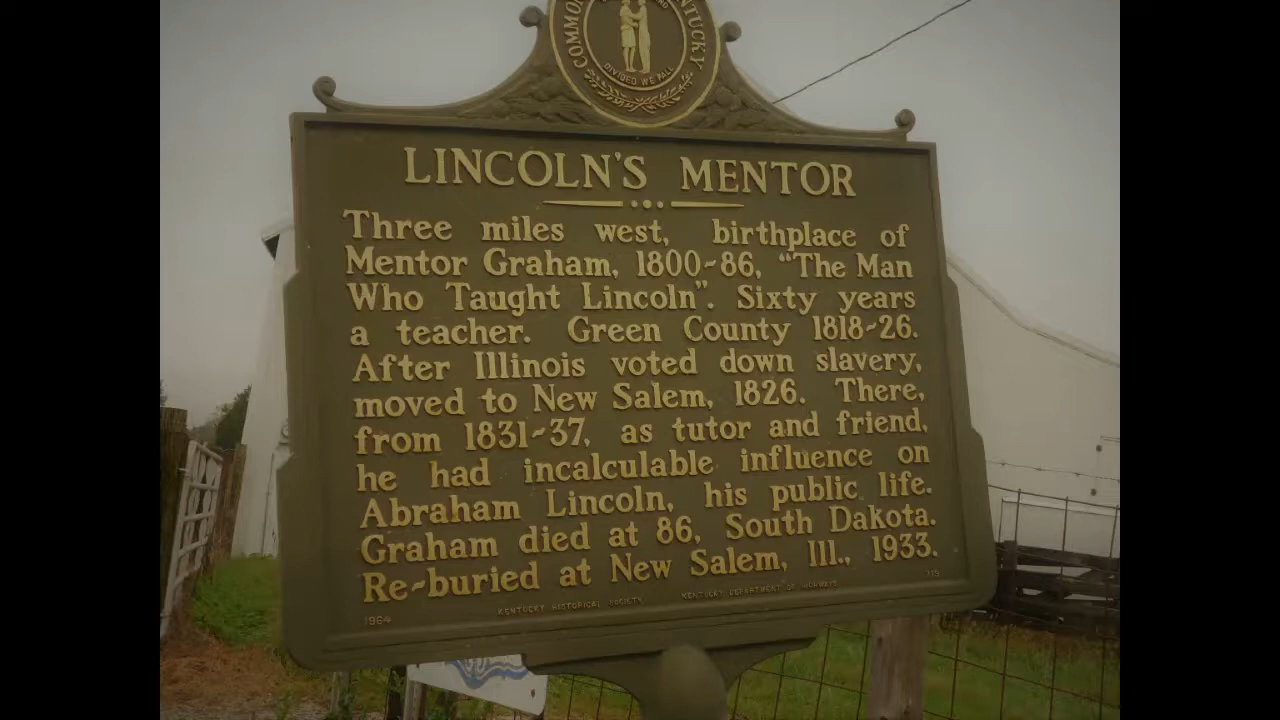 COMMON
NTUCKY
DIVIDED WE FALL
LINCOLN'S MENTOR
Three miles west, birthplace of
Mentor Graham, 1800-86, "The Man
Who Taught Lincoln". Sixty years
a teacher. Green County 1818-26.
After Illinois voted down slavery,
moved to New Salem, 1826. There,
from 1831-37, as tutor and friend,
he had incalculable influence on
Abraham Lincoln, his public life.
Graham died at 86, South Dakota.
Re-buried at New Salem, Ill., 1933.
1964 KENTUCKY HISTORICAL SOCIETY KENTUCKY DEPARTMENT OF HIGHWAYS 715